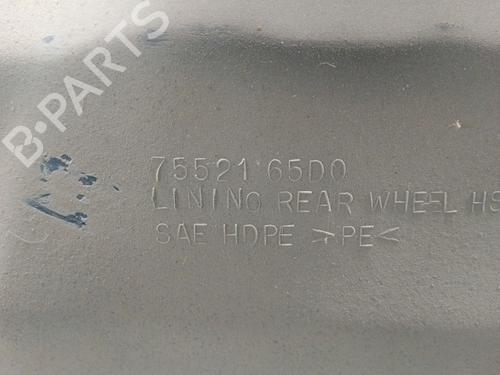 B-PARTS
75521 65D0
LINING REAR WHEEL HS
SAE HDPE >PE<